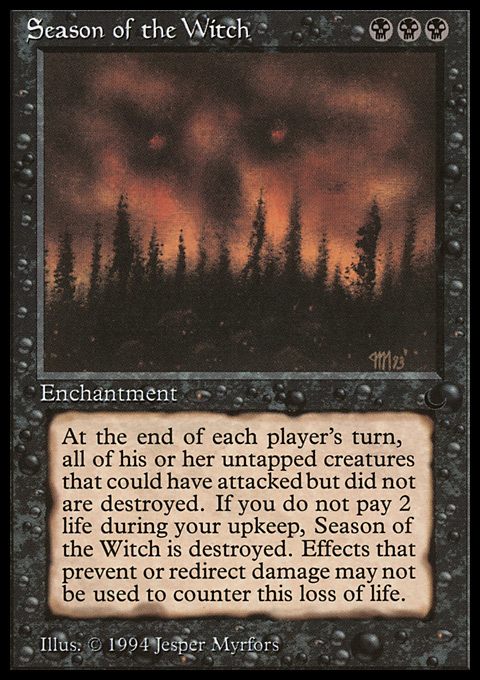 Season of the Witch
Enchantment
At the end of each player's turn,
all of his or her untapped creatures
that could have attacked but did not
are destroyed. If you do not pay 2
life during your upkeep, Season of
the Witch is destroyed. Effects that
prevent or redirect damage may not
be used to counter this loss of life.
Illus. © 1994 Jesper Myrfors